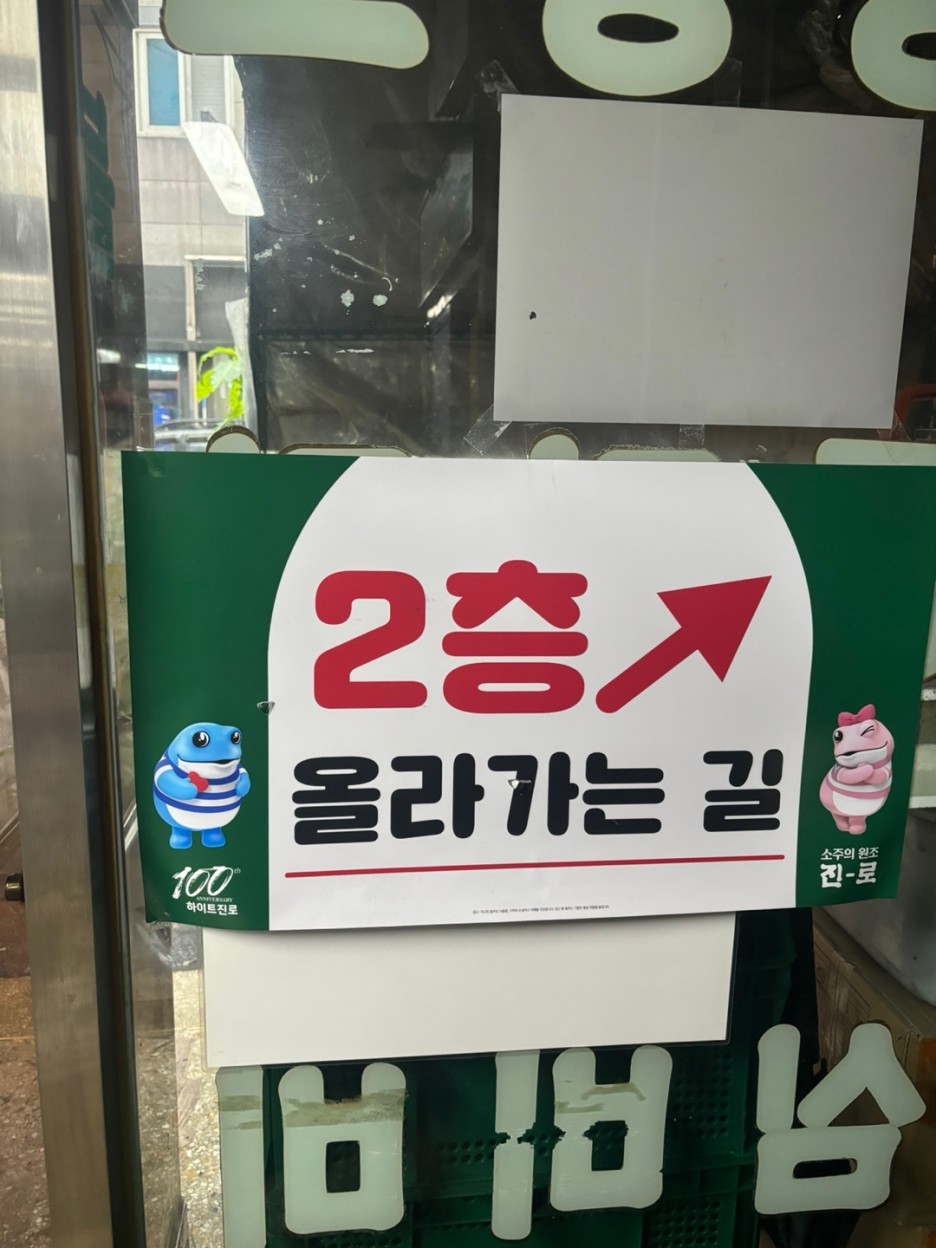 2층
올라가는 길
100th
ANNIVERSARY
하이트진로
소주의 원조
진-로